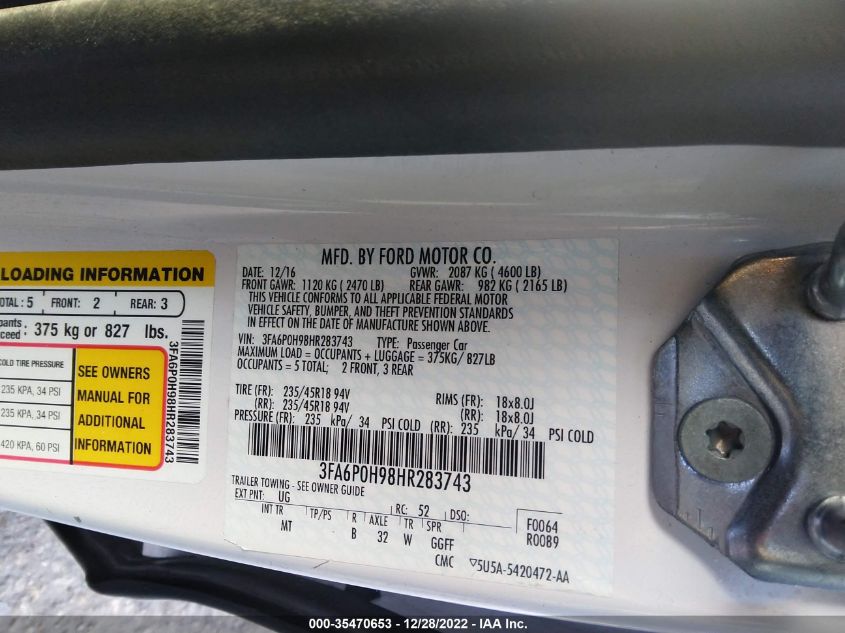 LOADING INFORMATION
TOTAL : 5 FRONT: 2 REAR: 3
375 kg or 827 lbs.
COLD TIRE PRESSURE
235 KPA, 34 PSI
235 KPA, 34 PSI
420 KPA, 60 PSI
SEE OWNERS
MANUAL FOR
ADDITIONAL
INFORMATION
3FA6P0H98HR283743
MFD. BY FORD MOTOR CO.
DATE: 12/16 GVWR: 2087 KG ( 4600 LB)
FRONT GAWR: 1120 KG ( 2470 LB) REAR GAWR: 982 KG ( 2165 LB)
THIS VEHICLE CONFORMS TO ALL APPLICABLE FEDERAL MOTOR
VEHICLE SAFETY, BUMPER, AND THEFT PREVENTION STANDARDS
IN EFFECT ON THE DATE OF MANUFACTURE SHOWN ABOVE.
VIN: 3FA6P0H98HR283743 TYPE: Passenger Car
MAXIMUM LOAD = OCCUPANTS + LUGGAGE = 375KG/ 827LB
OCCUPANTS = 5 TOTAL; 2 FRONT, 3 REAR
TIRE (FR): 235/45R18 94V RIMS (FR): 18x8.0J
(RR): 235/45R18 94V (RR): 18x8.0J
PRESSURE (FR): 235 kPa/ 34 PSI COLD (RR): 235 kPa/ 34 PSI COLD
3FA6P0H98HR283743
TRAILER TOWING - SEE OWNER GUIDE
EXT PNT: UG RC: 52 DSO:
INT TR TP/PS R AXLE TR SPR F0064
MT B 32 W GGFF R0089
CMC ▽5U5A-5420472-AA
000-35470653 / 12/28/2022 - IAA Inc.